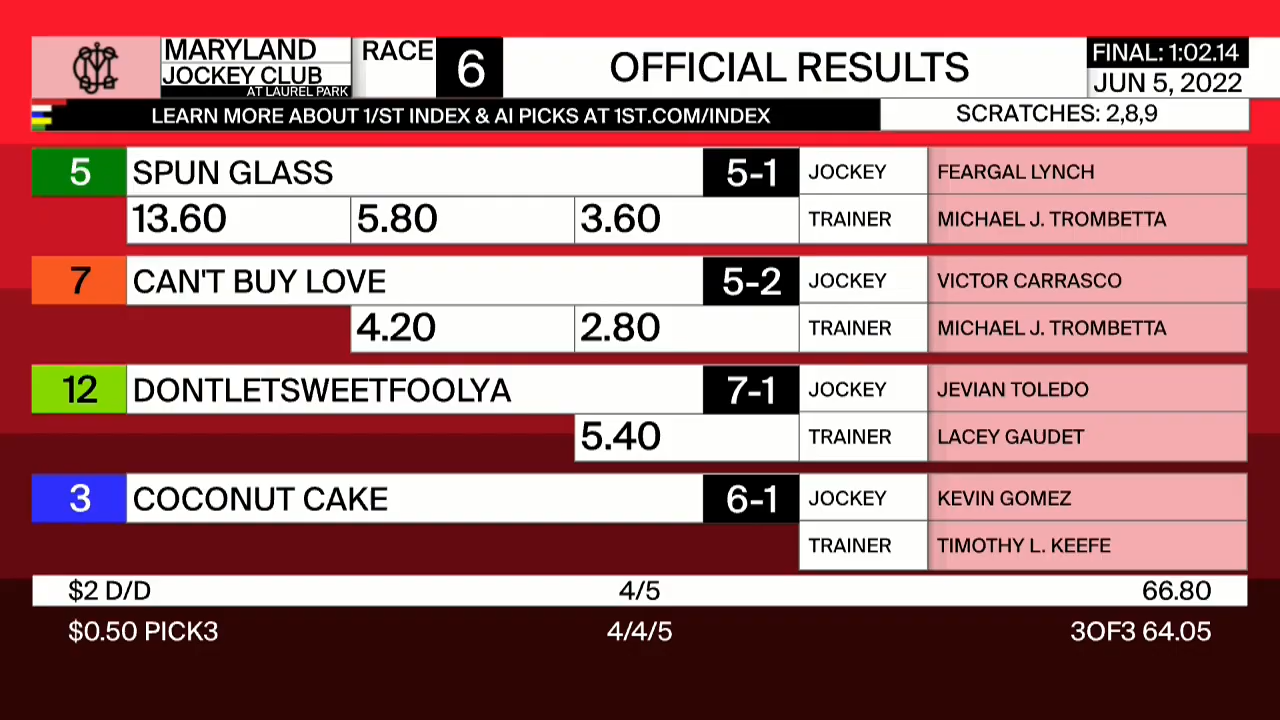 MARYLAND
JOCKEY CLUB
AT LAUREL PARK
RACE 6
OFFICIAL RESULTS
FINAL: 1:02.14
JUN 5, 2022
LEARN MORE ABOUT 1/ST INDEX & AI PICKS AT 1ST.COM/INDEX
SCRATCHES: 2,8,9
5 SPUN GLASS 5-1 JOCKEY FEARGAL LYNCH
13.60 5.80 3.60 TRAINER MICHAEL J. TROMBETTA
7 CAN'T BUY LOVE 5-2 JOCKEY VICTOR CARRASCO
4.20 2.80 TRAINER MICHAEL J. TROMBETTA
12 DONTLETSWEETFOOLYA 7-1 JOCKEY JEVIAN TOLEDO
5.40 TRAINER LACEY GAUDET
3 COCONUT CAKE 6-1 JOCKEY KEVIN GOMEZ
TRAINER TIMOTHY L. KEEFE
$2 D/D 4/5 66.80
$0.50 PICK3 4/4/5 3OF3 64.05